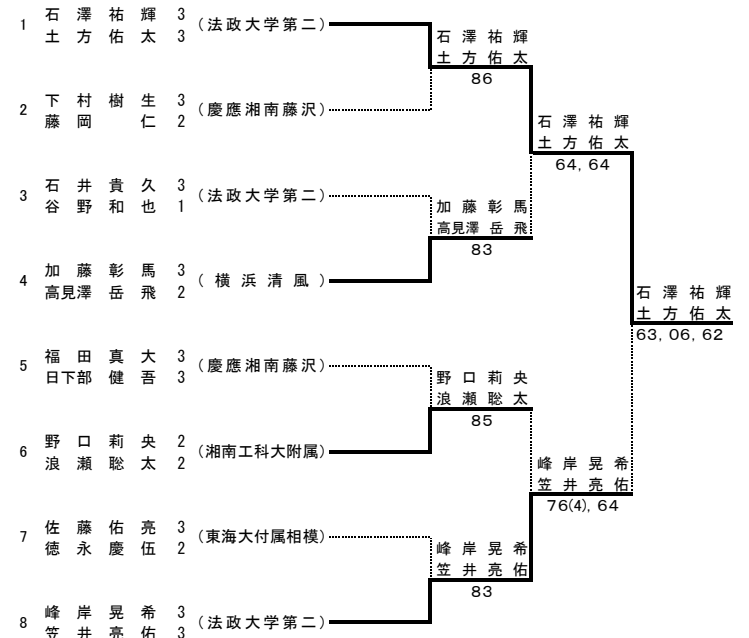 1 石澤祐輝 3 (法政大学第二)
土方佑太 3
石澤祐輝
土方佑太
86
2 下村樹生 3 (慶應湘南藤沢)
藤岡仁 2
石澤祐輝
土方佑太
64, 64
3 石井貴久 3 (法政大学第二)
谷野和也 1
加藤彰馬
高見澤岳飛
83
4 加藤彰馬 3 (横浜清風)
高見澤岳飛 2
石澤祐輝
土方佑太
63, 06, 62
5 福田真大 3 (慶應湘南藤沢)
日下部健吾 3
野口莉央
浪瀬聡太
85
6 野口莉央 2 (湘南工科大附属)
浪瀬聡太 2
峰岸晃希
笠井亮佑
76(4), 64
7 佐藤佑亮 3 (東海大付属相模)
徳永慶伍 2
峰岸晃希
笠井亮佑
83
8 峰岸晃希 3 (法政大学第二)
笠井亮佑 3